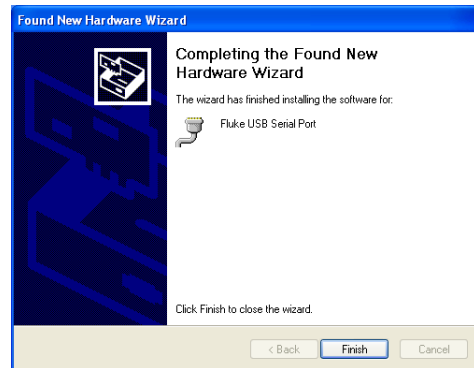 Found New Hardware Wizard
Completing the Found New
Hardware Wizard
The wizard has finished installing the software for:
Fluke USB Serial Port
Click Finish to close the wizard.
< Back
Finish
Cancel